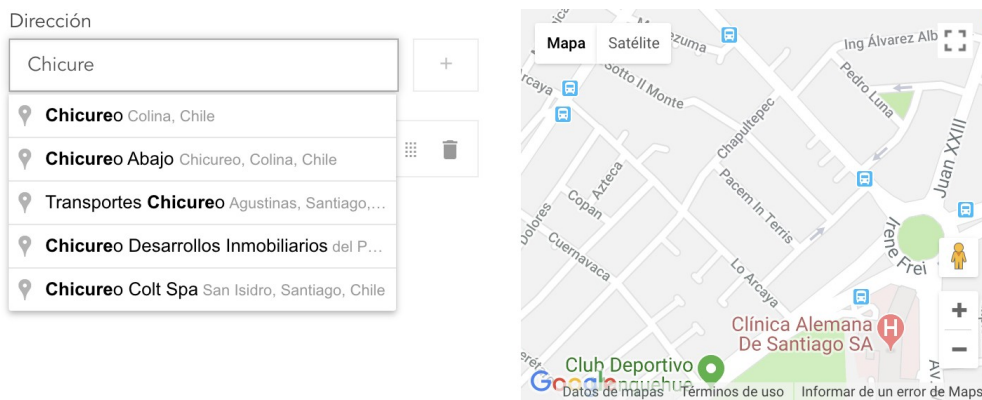 Dirección
Chicure
+
Chicureo Colina, Chile
Chicureo Abajo Chicureo, Colina, Chile
Transportes Chicureo Agustinas, Santiago,...
Chicureo Desarrollos Inmobiliarios del P...
Chicureo Colt Spa San Isidro, Santiago, Chile
Mapa
Satélite
Ing Álvarez Alb
Sotto II Monte
Pedro Luna
Chapultepec
Juan XXIII
Azteca
Copan
Pacem In Terris
Dolores
Cuernavaca
Irene Frei
Lo Arcaya
+
Clínica Alemana
De Santiago SA
H
−
Club Deportivo
AV.
Google
Datos de mapas
Términos de uso
Informar de un error de Maps